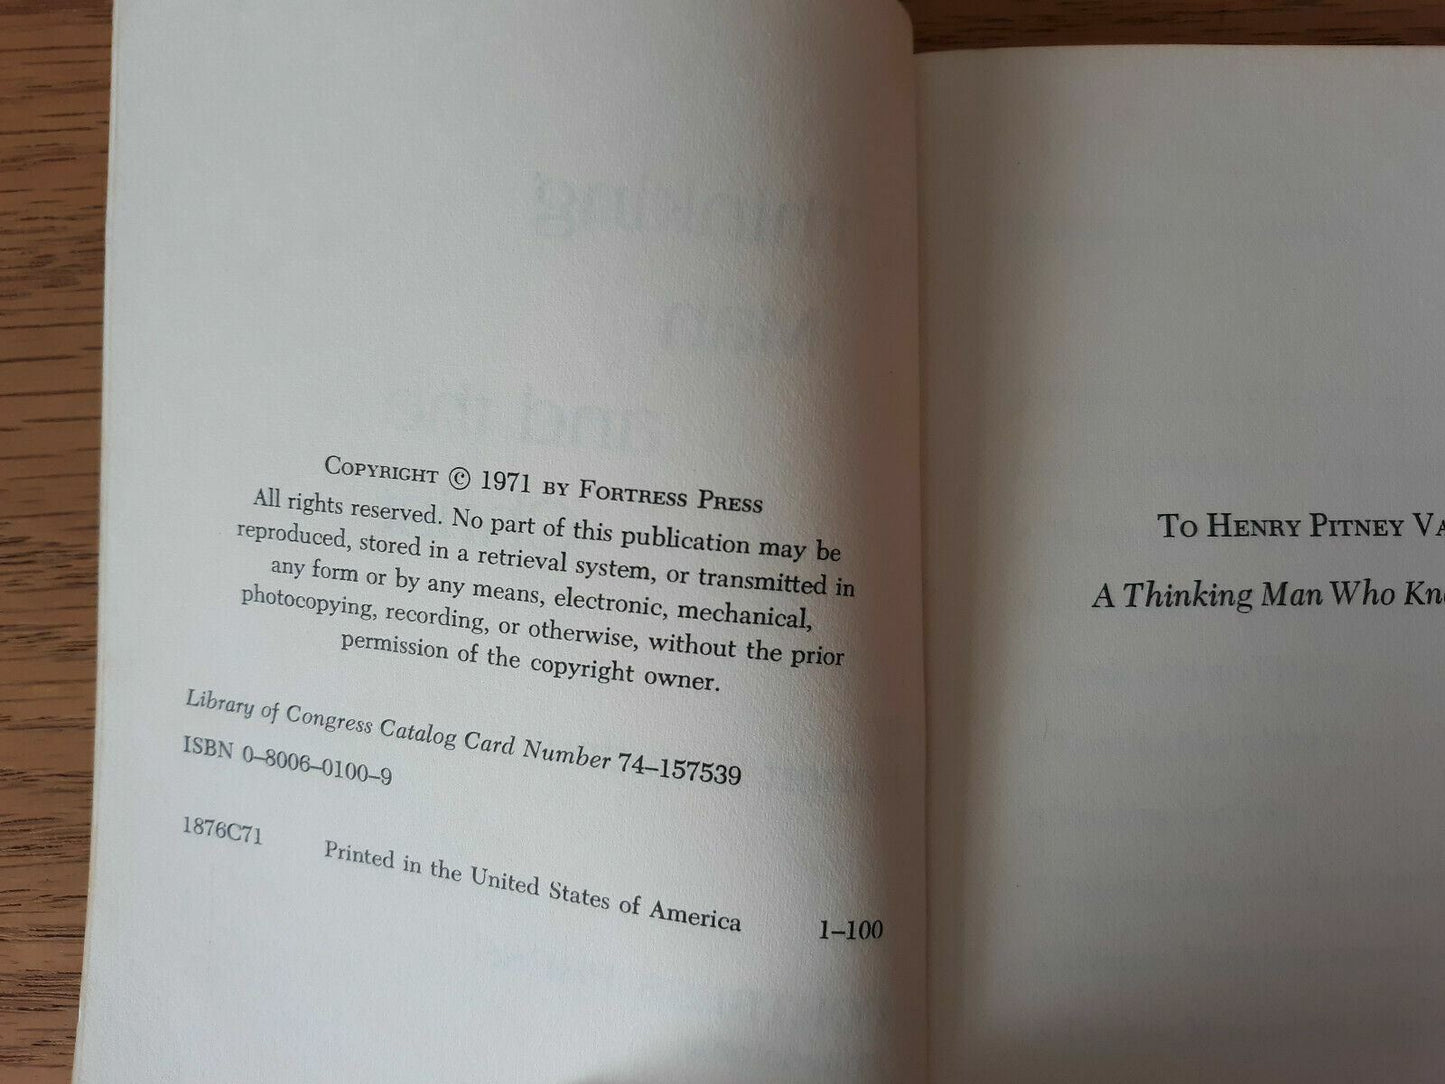 COPYRIGHT © 1971 BY FORTRESS PRESS
All rights reserved. No part of this publication may be
reproduced, stored in a retrieval system, or transmitted in
any form or by any means, electronic, mechanical,
photocopying, recording, or otherwise, without the prior
permission of the copyright owner.
Library of Congress Catalog Card Number 74–157539
ISBN 0–8006–0100–9
1876C71 Printed in the United States of America 1–100
TO HENRY PITNEY VA
A Thinking Man Who Kn